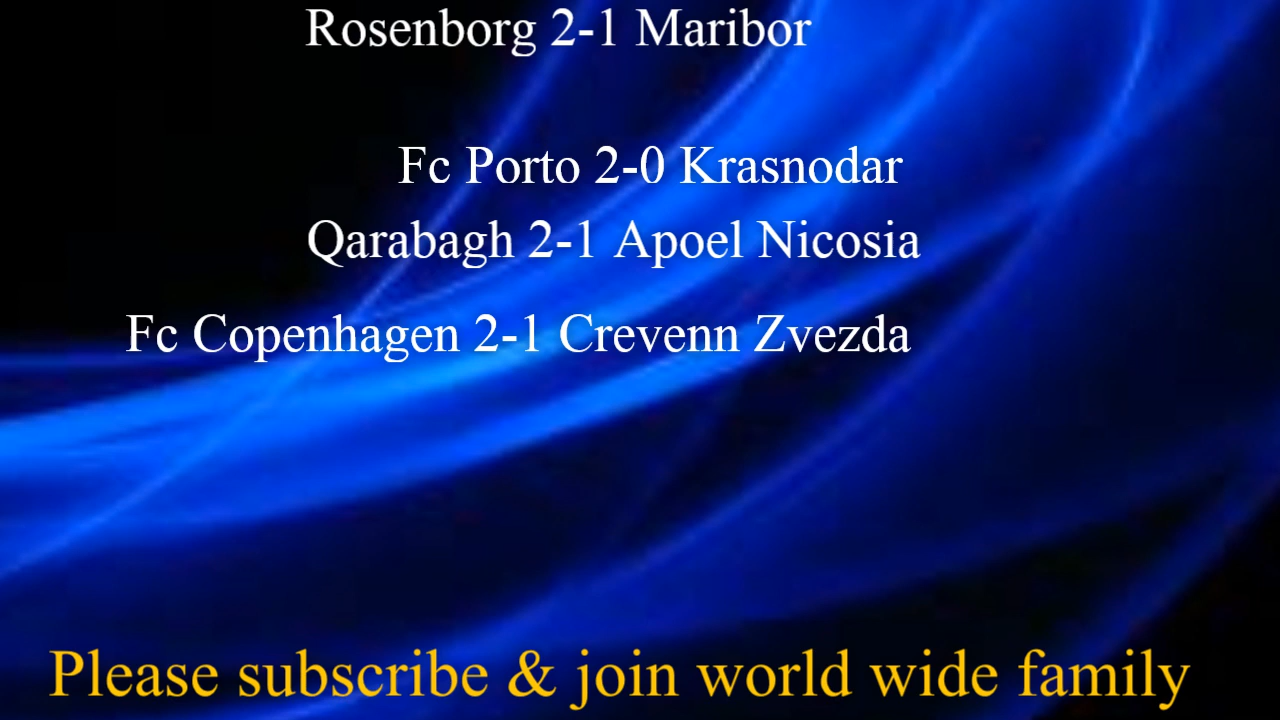 Rosenborg 2-1 Maribor
Fc Porto 2-0 Krasnodar
Qarabagh 2-1 Apoel Nicosia
Fc Copenhagen 2-1 Crevenn Zvezda
Please subscribe & join world wide family